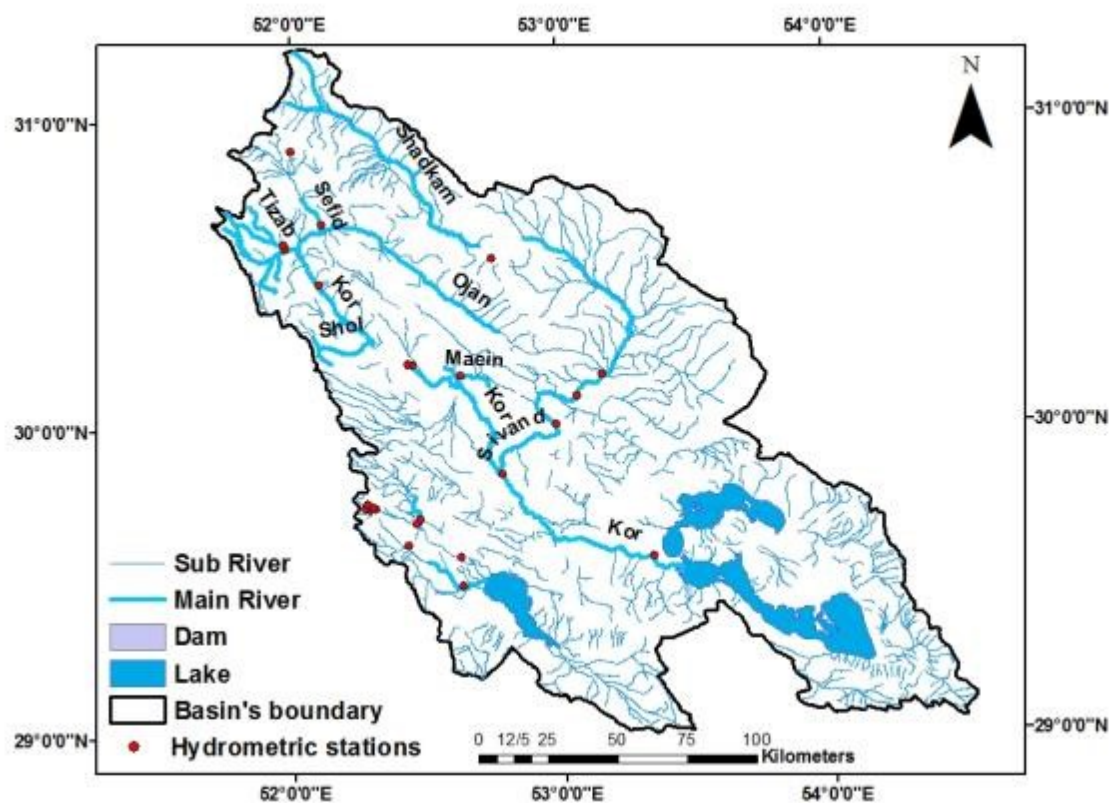 52°0'0"E
53°0'0"E
54°0'0"E
N
31°0'0"N
31°0'0"N
Shadkam
Sefid
Tizab
Kor
Ojan
Shol
Maein
Kor
Sivand
30°0'0"N
30°0'0"N
Kor
Sub River
Main River
Dam
Lake
Basin's boundary
Hydrometric stations
29°0'0"N
29°0'0"N
0 12/5 25 50 75 100
Kilometers
52°0'0"E
53°0'0"E
54°0'0"E